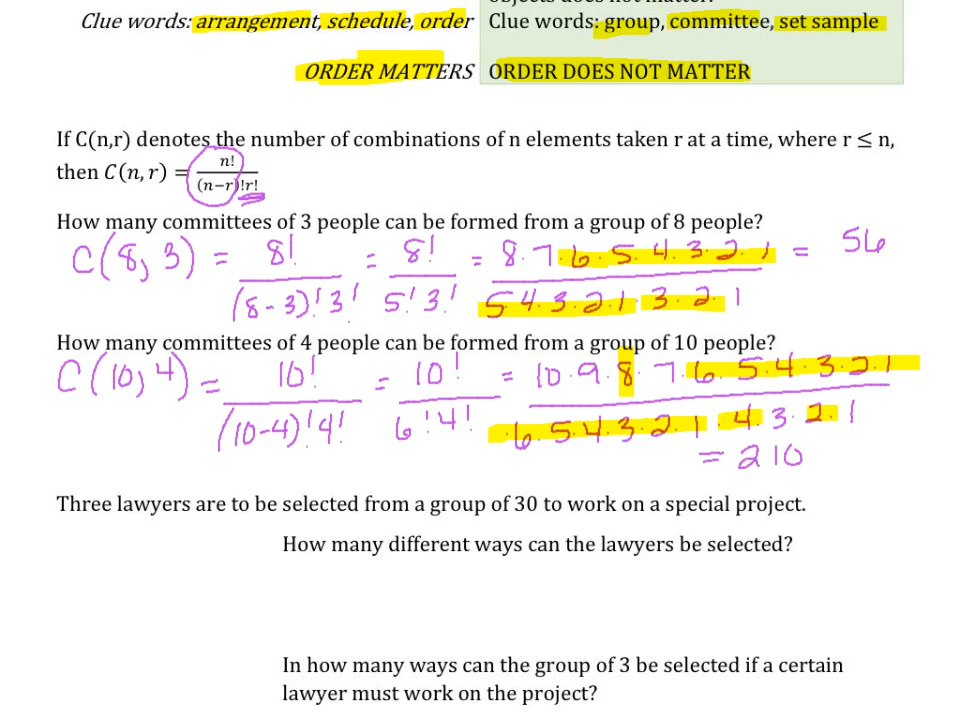 objects does not matter.
Clue words: arrangement, schedule, order
Clue words: group, committee, set sample
ORDER MATTERS
ORDER DOES NOT MATTER
If C(n,r) denotes the number of combinations of n elements taken r at a time, where r ≤ n,
then C(n, r) = n!/(n−r)!r!
How many committees of 3 people can be formed from a group of 8 people?
C(8,3) = 8!/(8-3)!3! = 8!/5!3! = 8·7·6·5·4·3·2·1/5·4·3·2·1·3·2·1 = 56
How many committees of 4 people can be formed from a group of 10 people?
C(10,4) = 10!/(10-4)!4! = 10!/6!4! = 10·9·8·7·6·5·4·3·2·1/6·5·4·3·2·1·4·3·2·1
= 210
Three lawyers are to be selected from a group of 30 to work on a special project.
How many different ways can the lawyers be selected?
In how many ways can the group of 3 be selected if a certain
lawyer must work on the project?